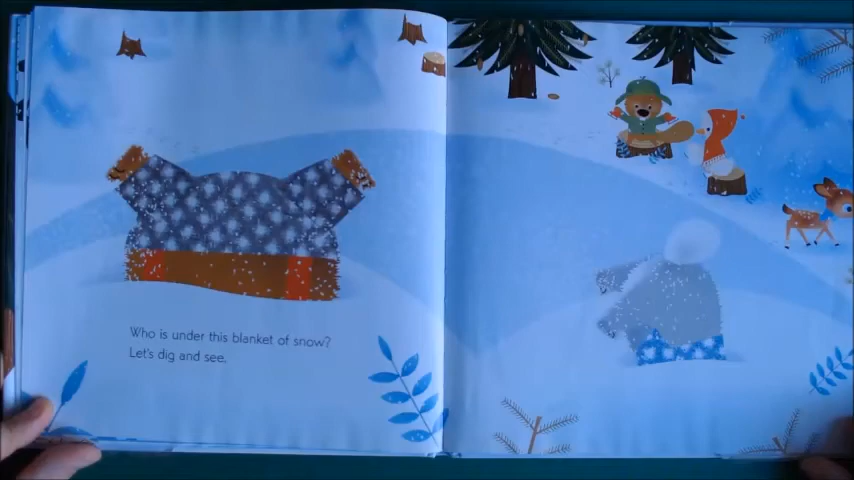 Who is under this blanket of snow?
Let's dig and see.